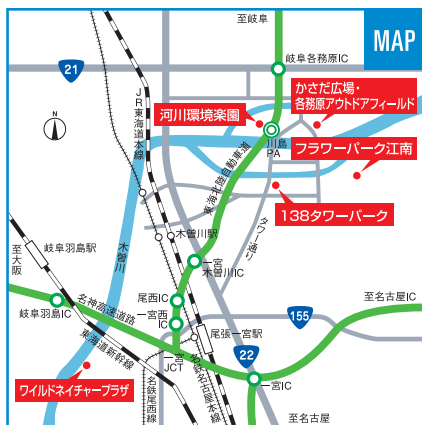 至岐阜
MAP
岐阜各務原IC
21
かさだ広場・
各務原アウトドアフィールド
河川環境楽園
N
JR東海道本線
川島
PA
フラワーパーク江南
東海北陸自動車道
138タワーパーク
タワー通り
木曽川駅
木曽川
岐阜羽島駅
至大阪
一宮
木曽川IC
尾西IC
至名古屋IC
岐阜羽島IC
名神高速道路
一宮西
IC
155
尾張一宮駅
東海道新幹線
22
一宮
JCT
名鉄名古屋本線
一宮IC
ワイルドネイチャープラザ
名鉄尾西線
至名古屋